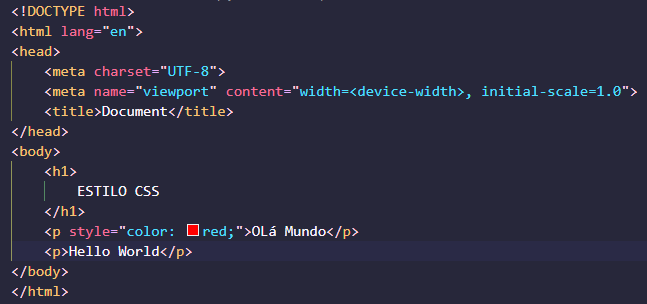 <!DOCTYPE html>
<html lang="en">
<head>
    <meta charset="UTF-8">
    <meta name="viewport" content="width=<device-width>, initial-scale=1.0">
    <title>Document</title>
</head>
<body>
    <h1>
        ESTILO CSS
    </h1>
    <p style="color: red;">OLá Mundo</p>
    <p>Hello World</p>
</body>
</html>